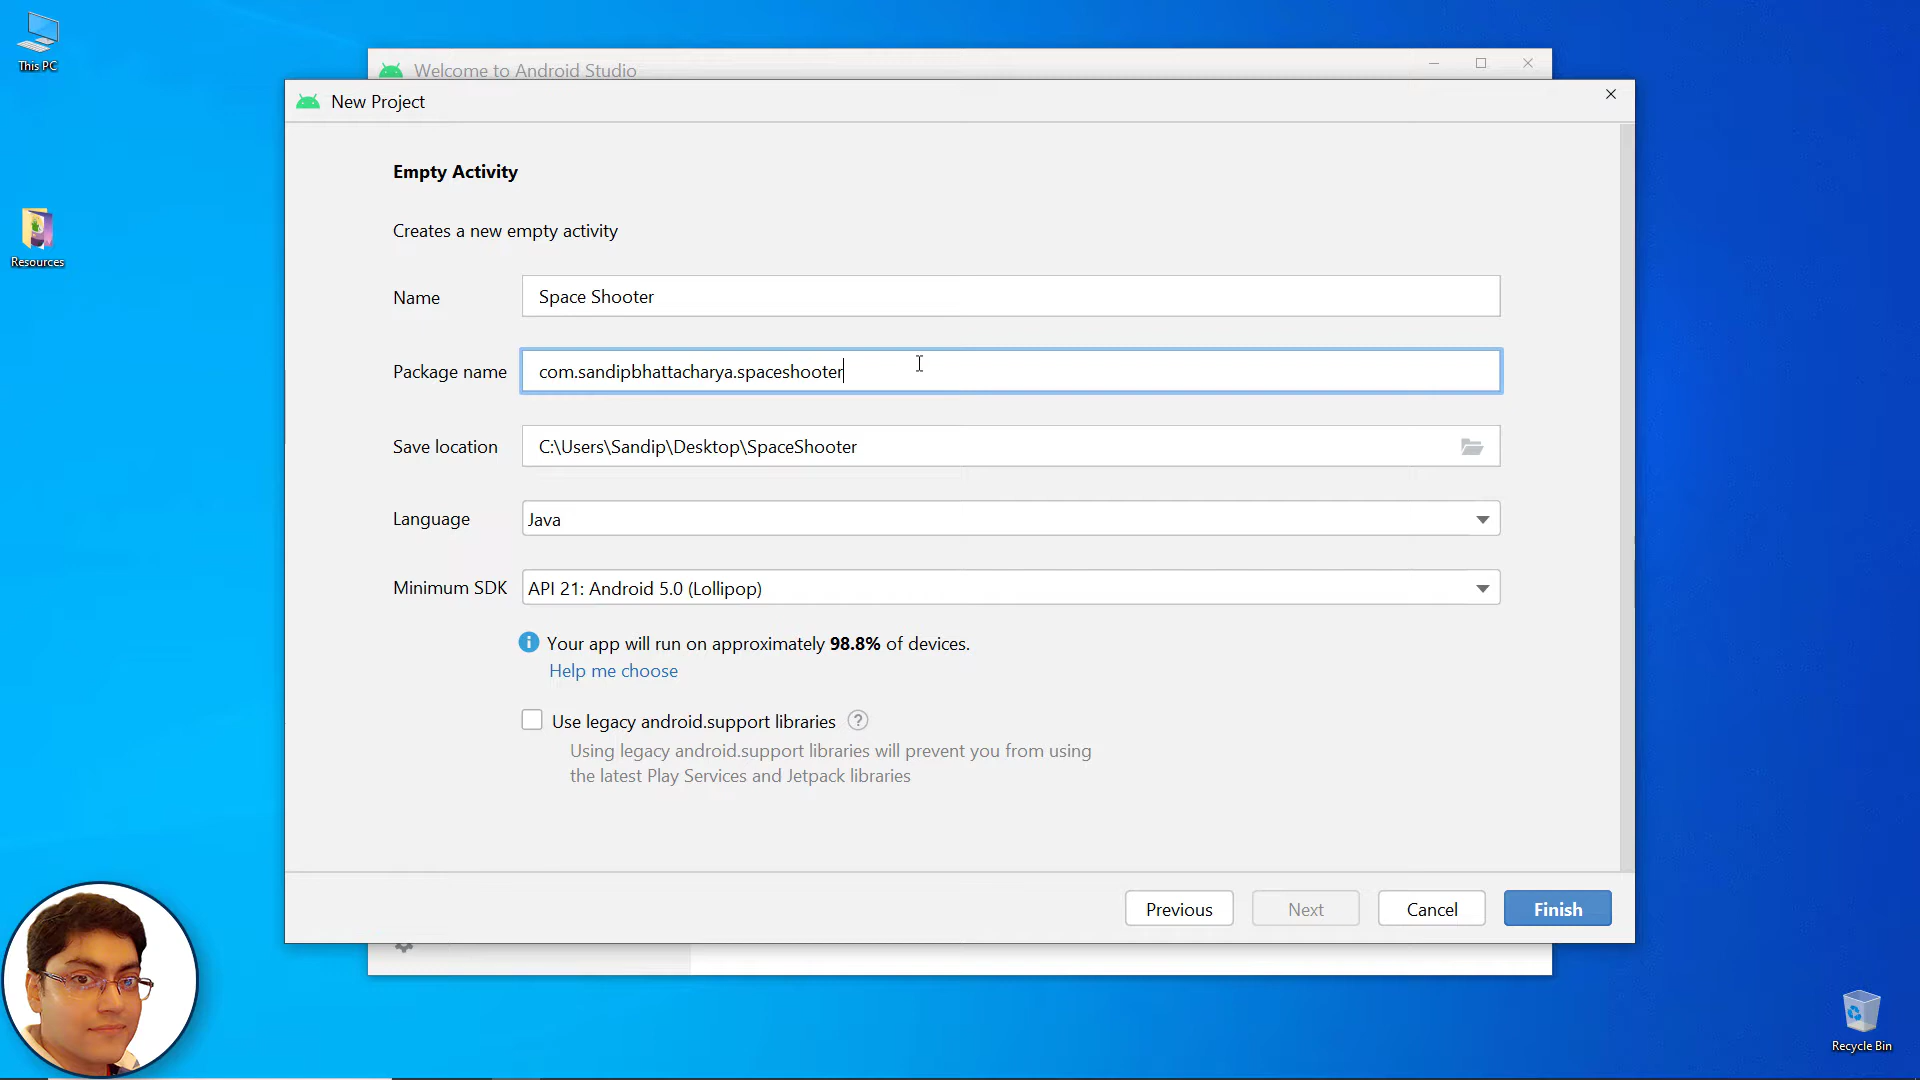 This PC
Resources
Welcome to Android Studio
New Project
Empty Activity
Creates a new empty activity
Name
Space Shooter
Package name
com.sandipbhattacharya.spaceshooter
Save location
C:\Users\Sandip\Desktop\SpaceShooter
Language
Java
Minimum SDK
API 21: Android 5.0 (Lollipop)
Your app will run on approximately 98.8% of devices.
Help me choose
Use legacy android.support libraries
Using legacy android.support libraries will prevent you from using
the latest Play Services and Jetpack libraries
Previous
Next
Cancel
Finish
Recycle Bin